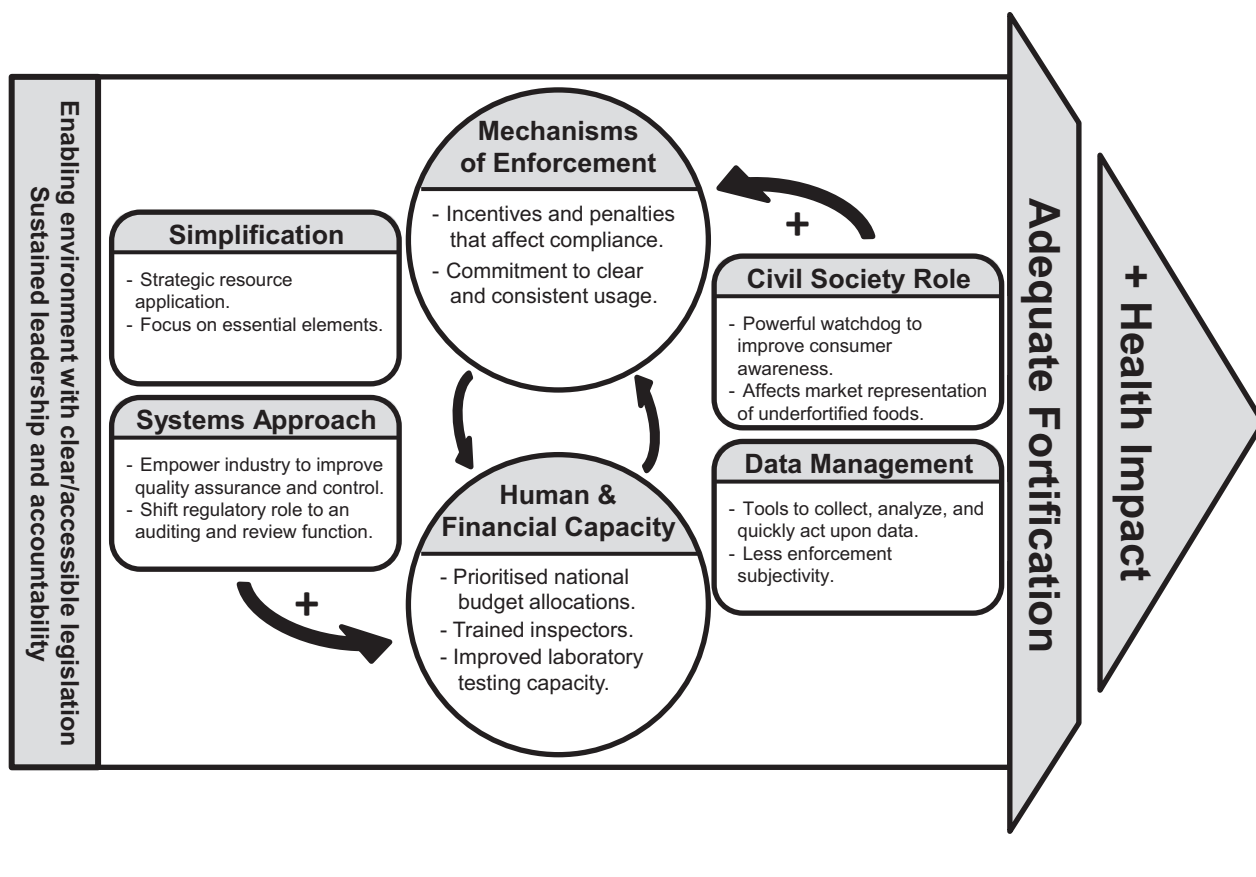 Enabling environment with clear/accessible legislation
Sustained leadership and accountability
Simplification
- Strategic resource
application.
- Focus on essential elements.
Systems Approach
- Empower industry to improve
quality assurance and control.
- Shift regulatory role to an
auditing and review function.
+
Mechanisms
of Enforcement
- Incentives and penalties
that affect compliance.
- Commitment to clear
and consistent usage.
Human &
Financial Capacity
- Prioritised national
budget allocations.
- Trained inspectors.
- Improved laboratory
testing capacity.
+
Civil Society Role
- Powerful watchdog to
improve consumer
awareness.
- Affects market representation
of underfortified foods.
Data Management
- Tools to collect, analyze, and
quickly act upon data.
- Less enforcement
subjectivity.
Adequate Fortification
+ Health Impact